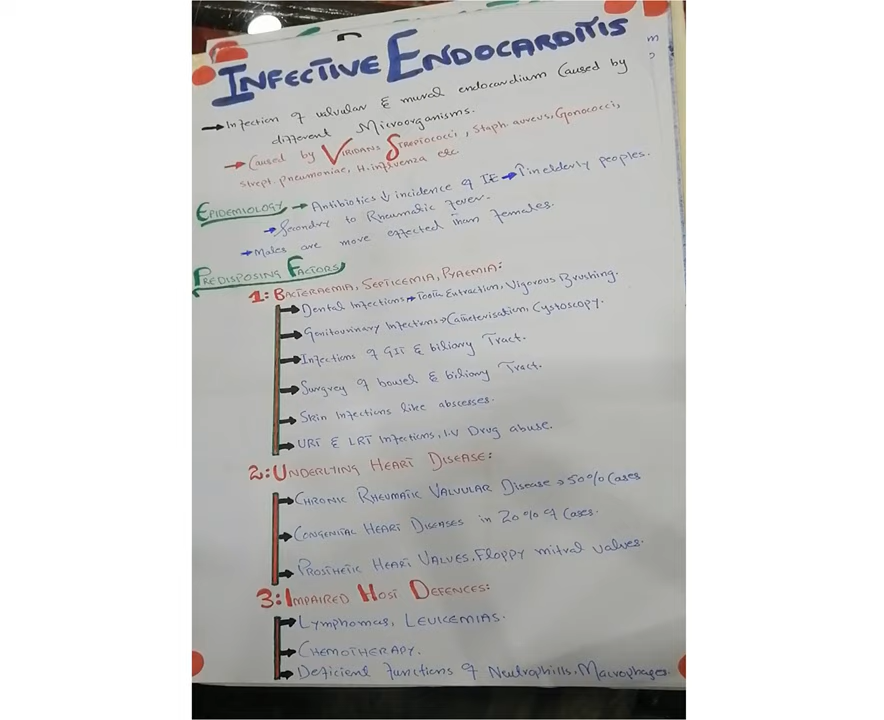 INFECTIVE ENDOCARDITIS
→ Infection of valvular & mural endocardium Caused by
different Microorganisms.
→ Caused by VIRIDANS STREPTOCOCCI, Staph. aureus, Gonococci,
Strept. pneumoniae, H. influenza etc.
EPIDEMIOLOGY → Antibiotics ↓ incidence of IE → ↑ in elderly peoples.
→ Secondry to Rheumatic fever.
→ Males are more effected than females.
PREDISPOSING FACTORS
1: BACTERAEMIA, SEPTICEMIA, PYAEMIA:
→ Dental Infections → Tooth Extraction, Vigorous Brushing.
→ Genitourinary Infections → Cameterisation, Cystoscopy.
→ Infections of GIT & biliary Tract.
→ Surgrey of bowel & biliary Tract.
→ Skin Infections like abscesses.
→ URT & LRT Infections, I.V Drug abuse.
2: UNDERLYING HEART DISEASE:
→ CHRONIC RHEUMATIC VALVULAR Disease → 50% Cases
→ CONGENITAL HEART DISEASES in 20% of Cases.
→ PROSTHETIC HEART VALVES, Floppy mitral valves.
3: IMPAIRED HOST DEFENCES:
→ Lymphomas, LEUKEMIAS.
→ CHEMOTHERAPY.
→ Deficient functions of Neutrophills, Macrophages.